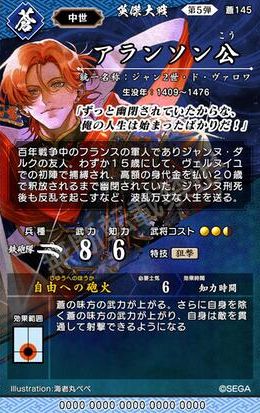 蒼
中世
英傑大戦
第5弾
蒼145
こう
アランソン公
統一名称：ジャン2世・ド・ヴァロワ
生没年：1409～1476
「ずっと幽閉されていたからな、
俺の人生は始まったばかりだ！」
百年戦争中のフランスの軍人でありジャンヌ・ダ
ルクの友人。わずか15歳にして、ヴェルヌイユ
での初陣で捕縛され、高額の身代金を払い20歳
で釈放されるまで幽閉されていた。ジャンヌ刑死
後も反乱を起こすなど、波乱万丈な人生を送る。
兵種 武力 知力 武将コスト
鉄砲隊 8 6 特技 狙撃
じゆうへのほうか 必要士気 効果時間
自由への砲火 6 知力時間
効果範囲
蒼の味方の武力が上がる。さらに自身を除
く蒼の味方の武力が上がり、自身は敵を貫
通して射撃できるようになる
Illustration:海老丸ぺぺ
©SEGA
0000-0000-0000-0000-0000